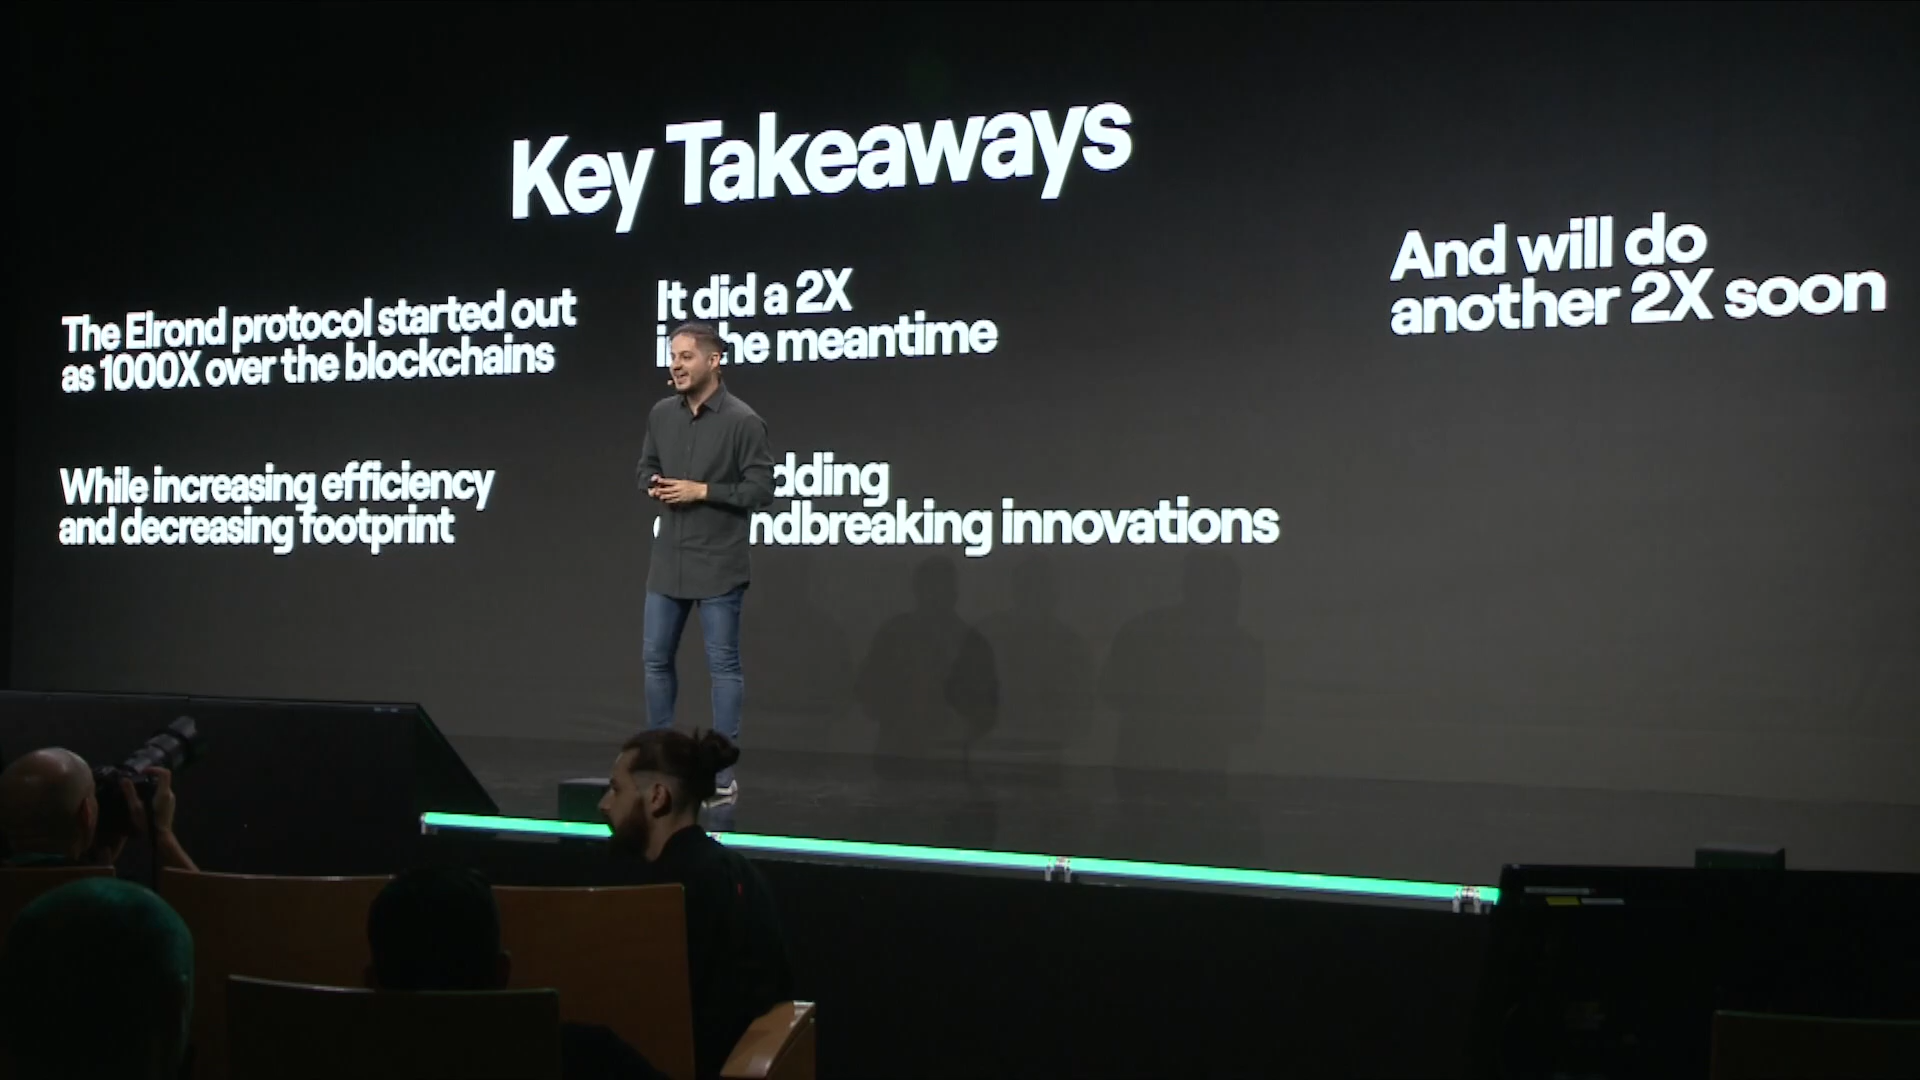 Key Takeaways
The Elrond protocol started out
as 1000X over the blockchains
It did a 2X
meantime
And will do
another 2X soon
While increasing efficiency
and decreasing footprint
innovations